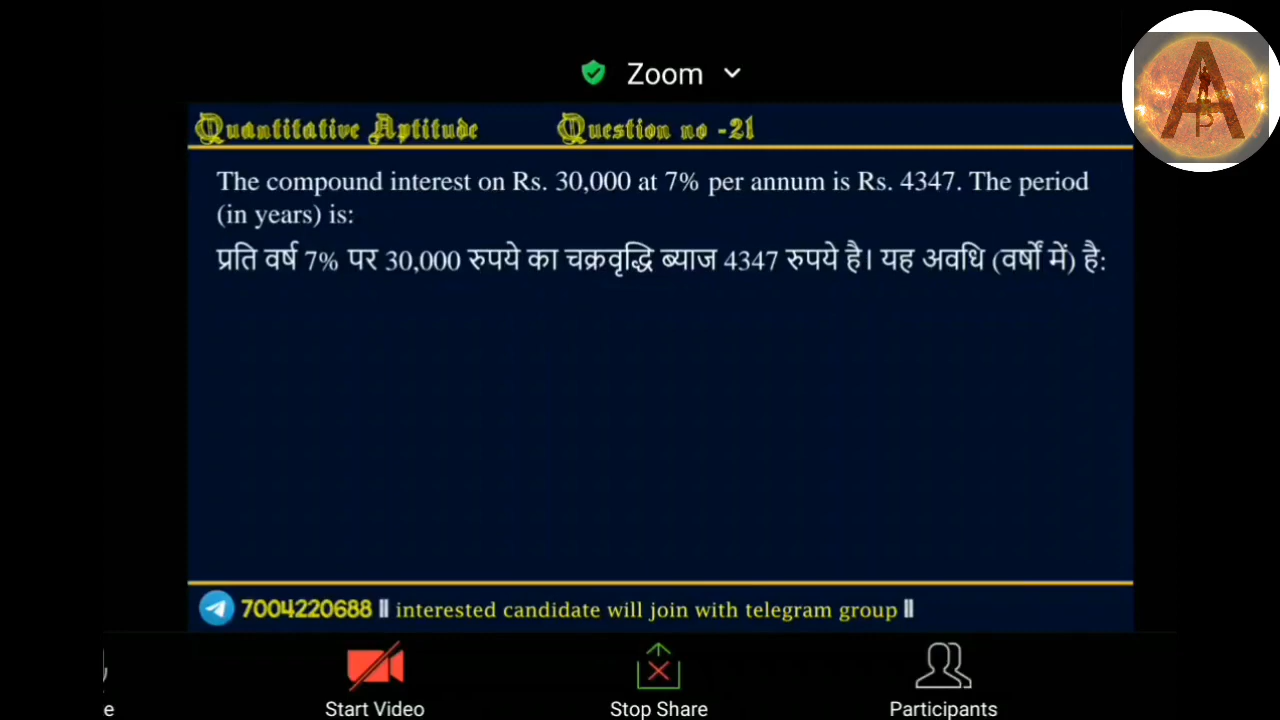 Zoom
Quantitative Aptitude Question no -21
The compound interest on Rs. 30,000 at 7% per annum is Rs. 4347. The period
(in years) is:
प्रति वर्ष 7% पर 30,000 रुपये का चक्रवृद्धि ब्याज 4347 रुपये है। यह अवधि (वर्षों में) है:
7004220688 || interested candidate will join with telegram group ||
e Start Video Stop Share Participants
A
P